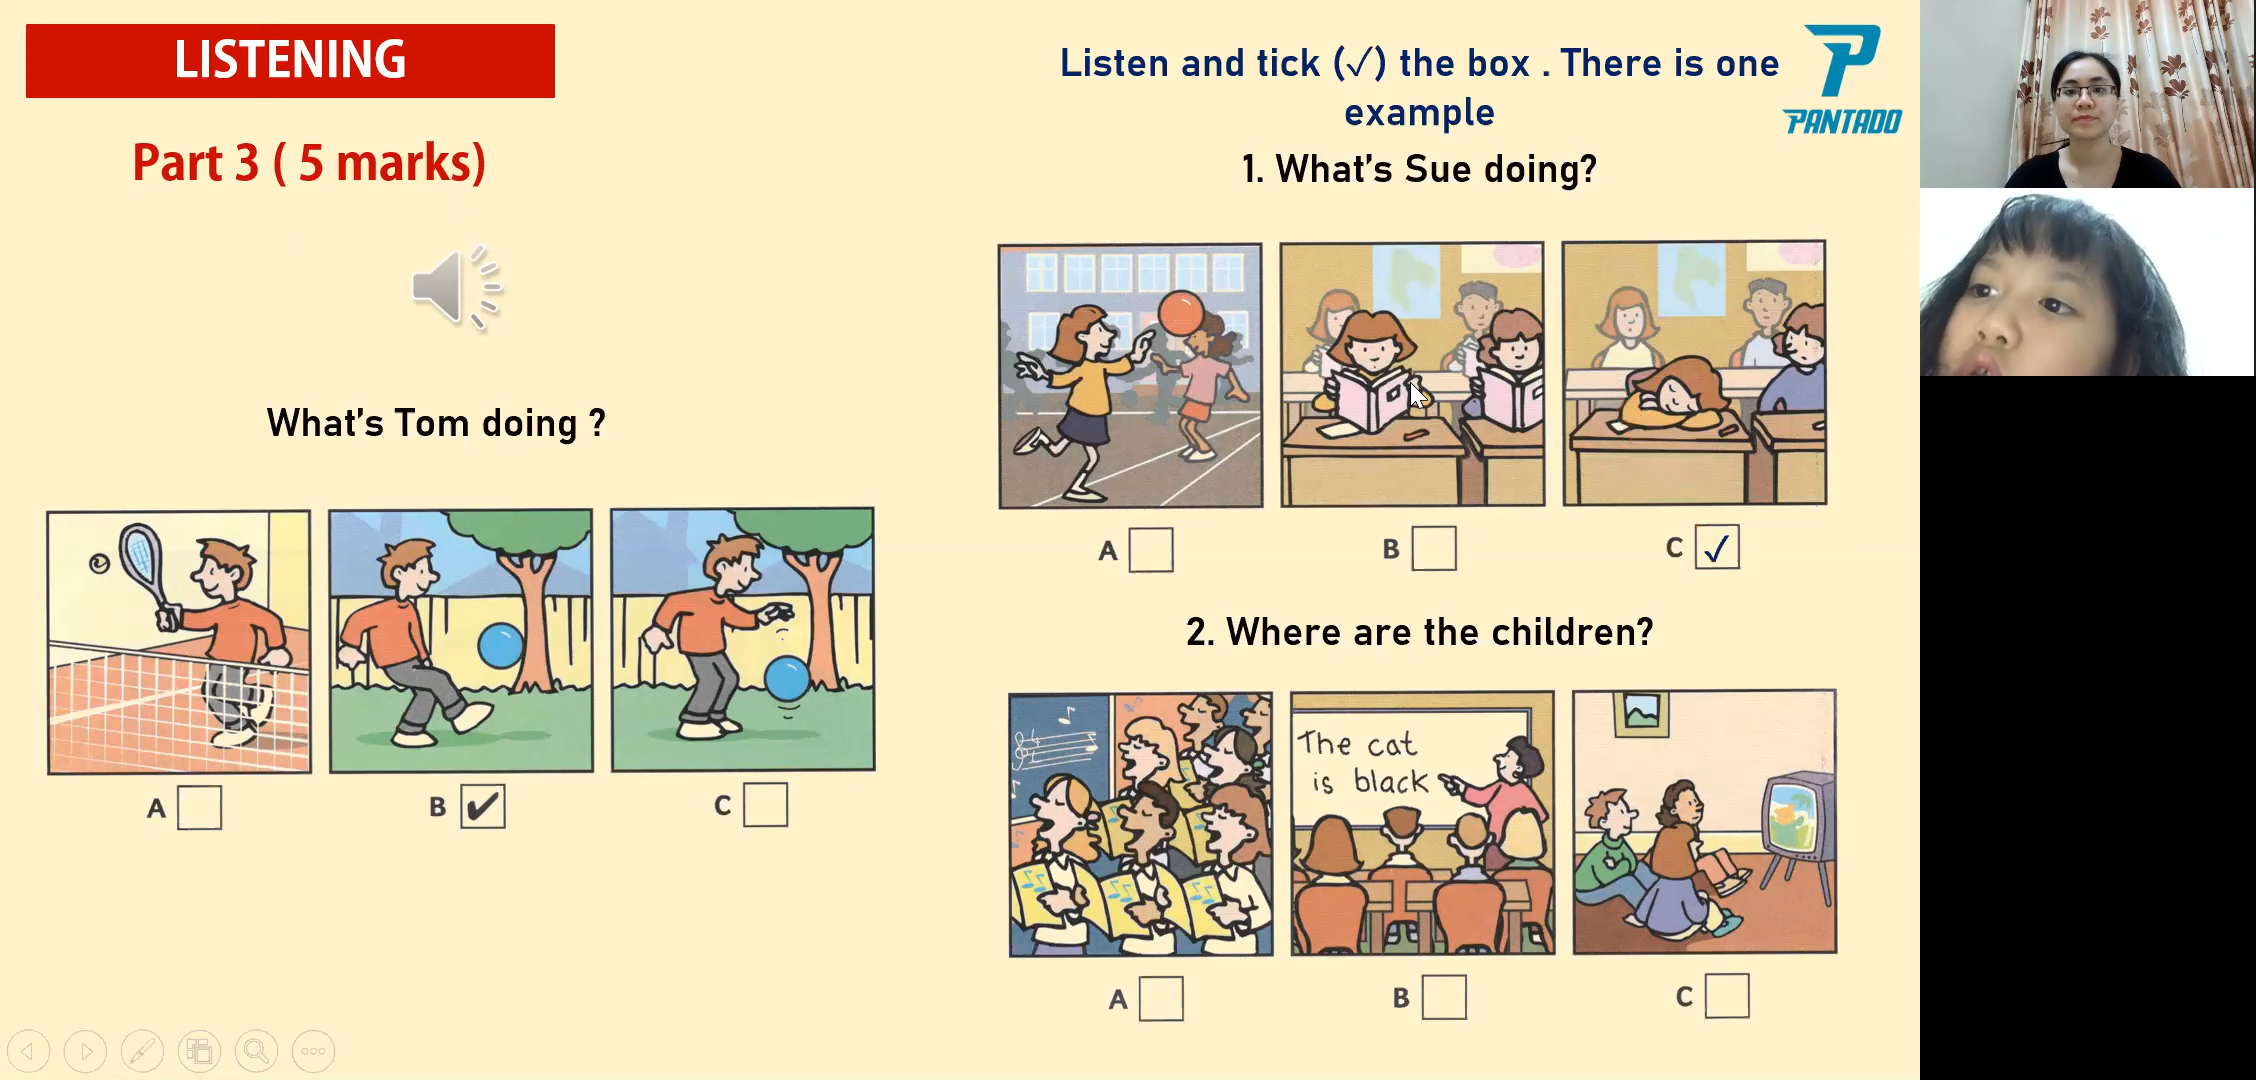 LISTENING
Part 3 ( 5 marks)
What's Tom doing ?
A
B ✔
C
Listen and tick (✓) the box . There is one
example
PANTADO
1. What's Sue doing?
A
B
C ✓
2. Where are the children?
The cat
is black
A
B
C